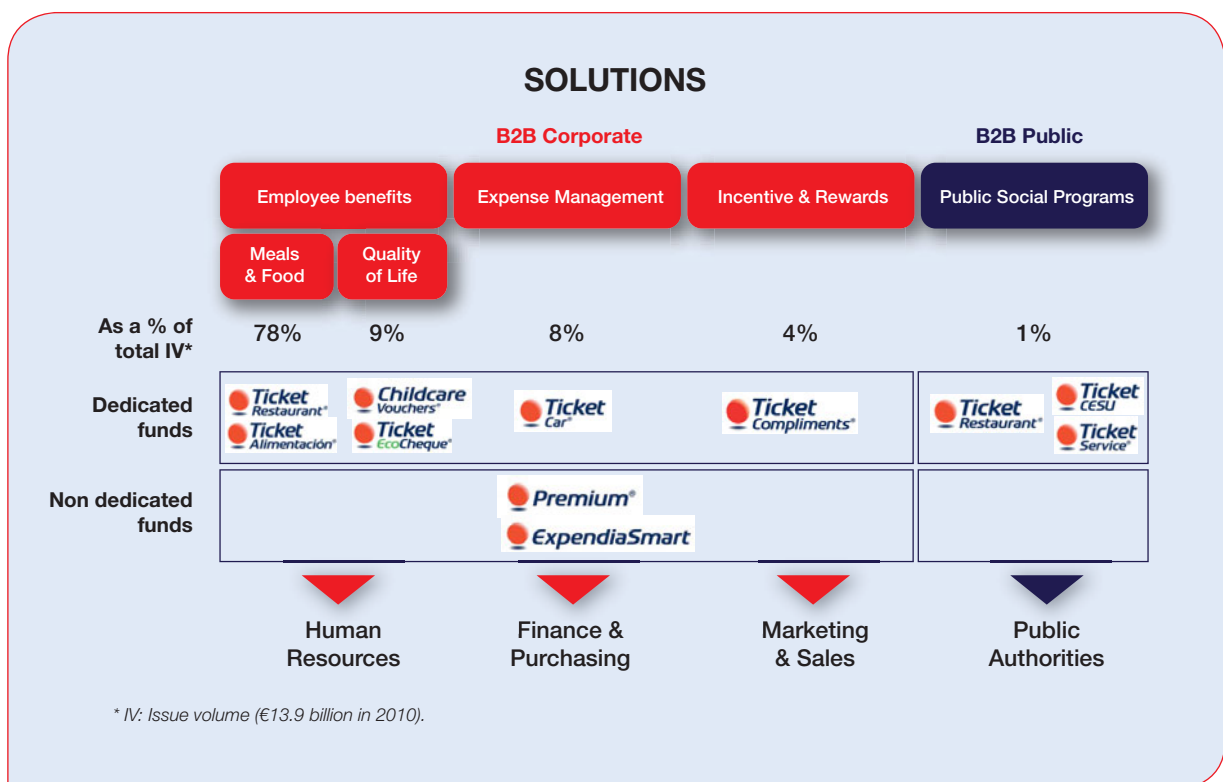 SOLUTIONS
B2B Corporate
B2B Public
Employee benefits
Expense Management
Incentive & Rewards
Public Social Programs
Meals
& Food
Quality
of Life
As a % of
total IV*
78%
9%
8%
4%
1%
Dedicated
funds
Ticket
Restaurant®
Ticket
Alimentación®
Childcare
Vouchers®
Ticket
EcoCheque®
Ticket
Car®
Ticket
Compliments®
Ticket
Restaurant®
Ticket
CESU
Ticket
Service®
Non dedicated
funds
Premium®
ExpendiaSmart
Human
Resources
Finance &
Purchasing
Marketing
& Sales
Public
Authorities
* IV: Issue volume (€13.9 billion in 2010).